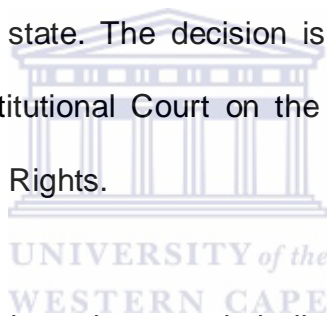 state. The decision is
titutional Court on the
Rights.
UNIVERSITY of the
WESTERN CAPE